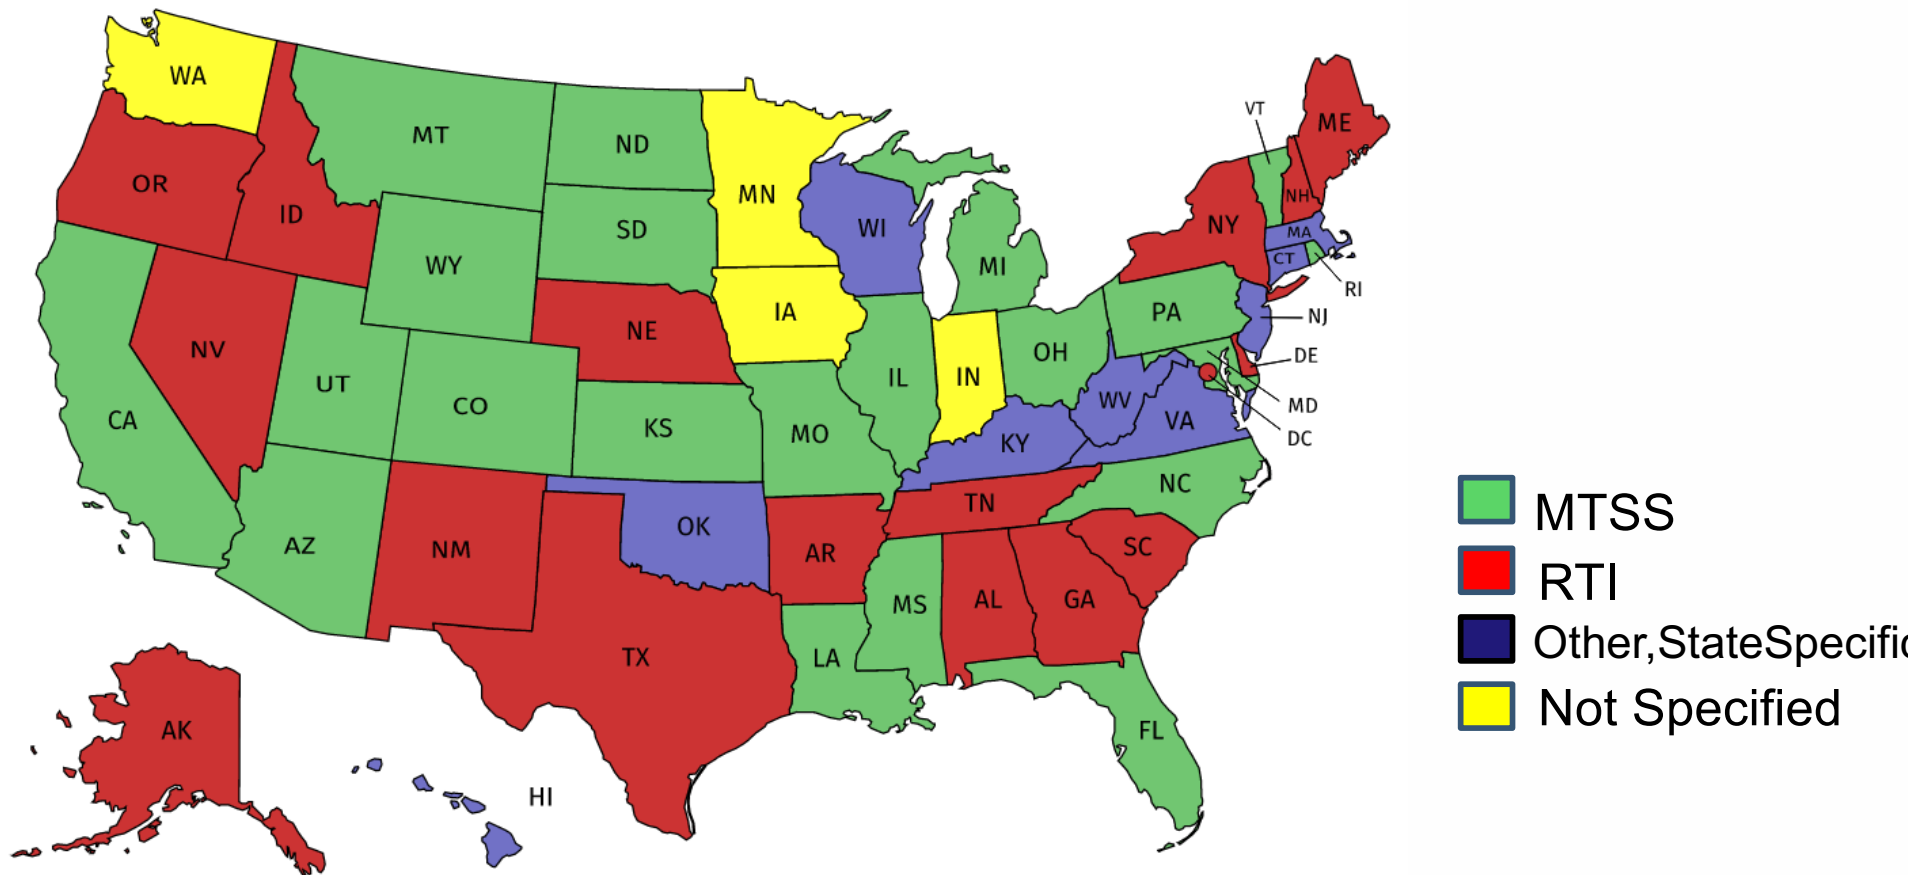 WA
MT
ND
MN
VT
ME
OR
ID
SD
WI
NH
NY
MA
CT
WY
MI
RI
NE
IA
PA
NJ
NV
UT
CO
IL
IN
OH
DE
CA
KS
MO
KY
WV
VA
MD
DC
AZ
NM
OK
TN
NC
AR
SC
MS
AL
GA
TX
LA
FL
AK
HI
MTSS
RTI
Other,StateSpecific
Not Specified